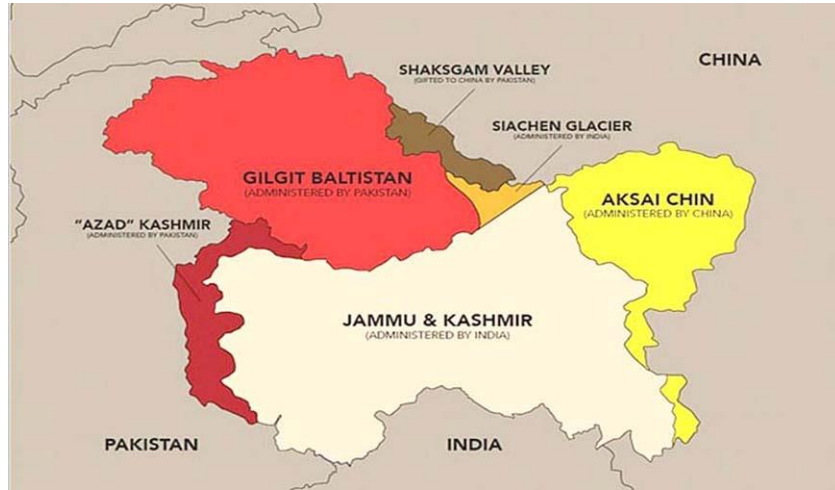 CHINA
SHAKSGAM VALLEY
(GIFTED TO CHINA BY PAKISTAN)
SIACHEN GLACIER
(ADMINISTERED BY INDIA)
GILGIT BALTISTAN
(ADMINISTERED BY PAKISTAN)
AKSAI CHIN
(ADMINISTERED BY CHINA)
"AZAD" KASHMIR
(ADMINISTERED BY PAKISTAN)
JAMMU & KASHMIR
(ADMINISTERED BY INDIA)
PAKISTAN
INDIA